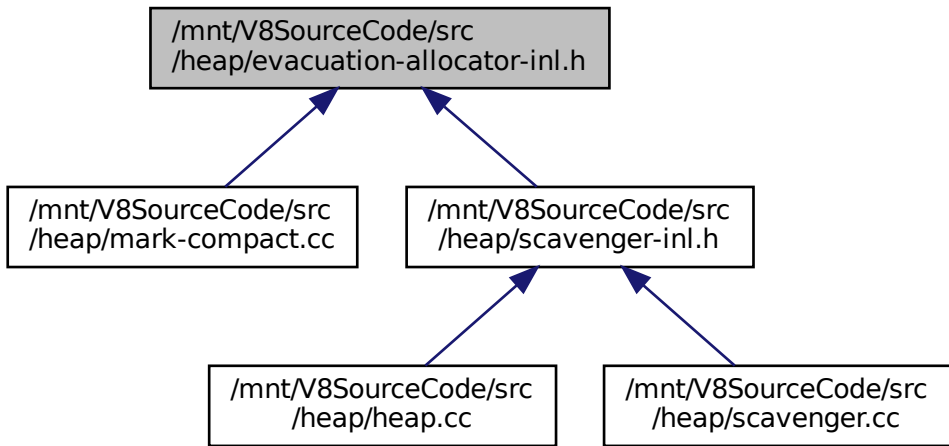 /mnt/V8SourceCode/src
/heap/evacuation-allocator-inl.h
/mnt/V8SourceCode/src
/heap/mark-compact.cc
/mnt/V8SourceCode/src
/heap/scavenger-inl.h
/mnt/V8SourceCode/src
/heap/heap.cc
/mnt/V8SourceCode/src
/heap/scavenger.cc